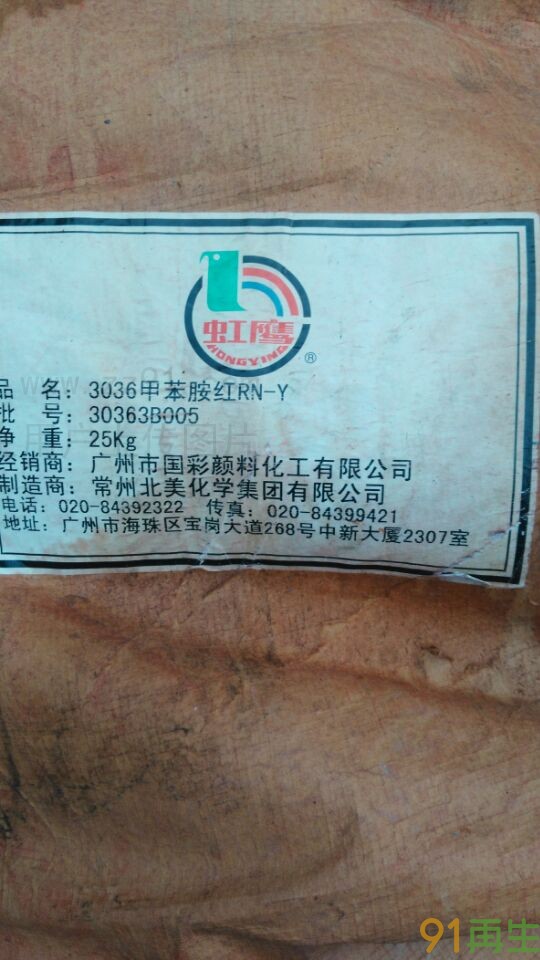 虹鹰
HONGYING
®
品 名：3036甲苯胺红RN-Y
批 号：30363B005
净 重：25Kg
经销商：广州市国彩颜料化工有限公司
制造商：常州北美化学集团有限公司
电话：020-84392322 传真：020-84399421
地址：广州市海珠区宝岗大道268号中新大厦2307室
91再生